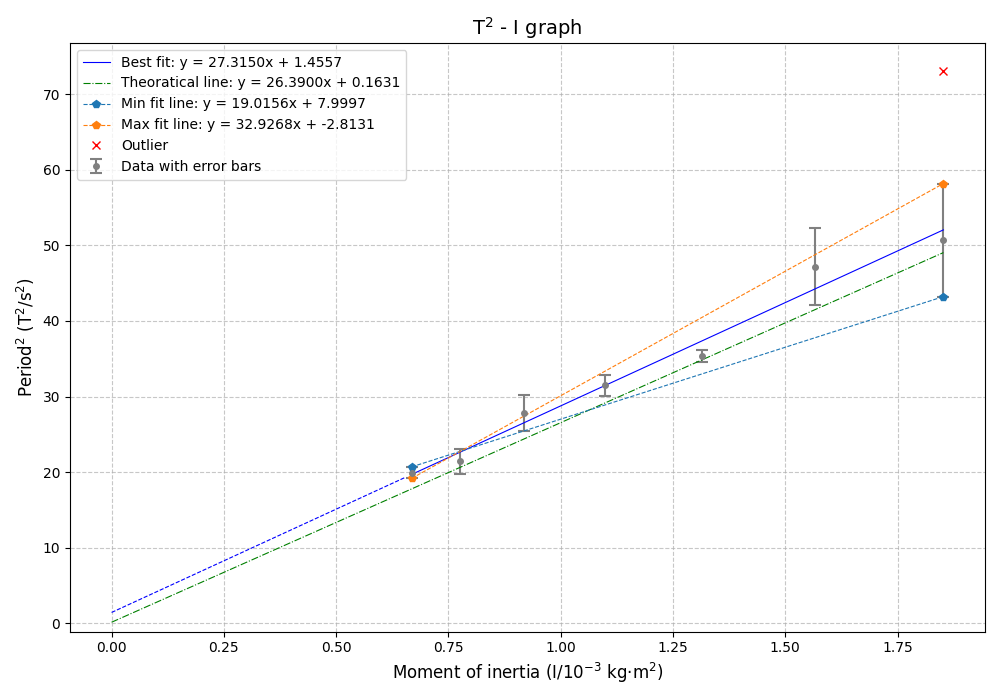 T² - I graph
Best fit: y = 27.3150x + 1.4557
Theoratical line: y = 26.3900x + 0.1631
Min fit line: y = 19.0156x + 7.9997
Max fit line: y = 32.9268x + -2.8131
Outlier
Data with error bars
Period² (T²/s²)
70
60
50
40
30
20
10
0
0.00 0.25 0.50 0.75 1.00 1.25 1.50 1.75
Moment of inertia (I/10⁻³ kg·m²)